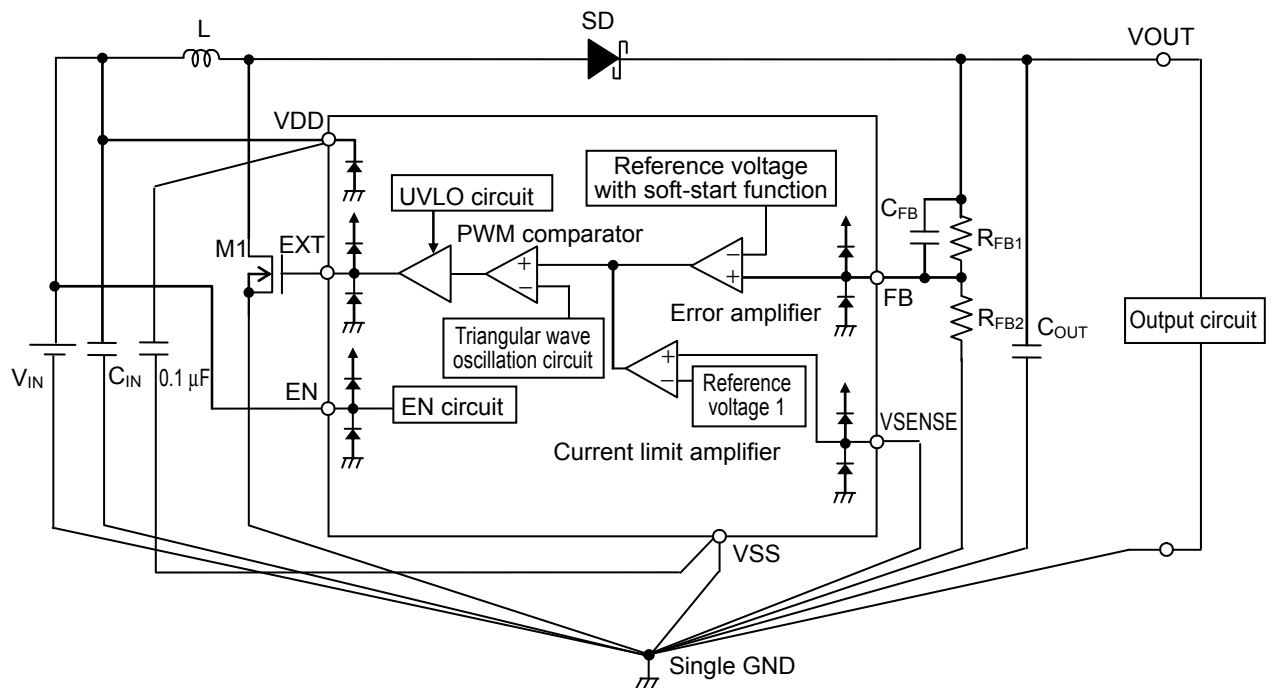 SD
L
VOUT
VDD
Reference voltage
with soft-start function
UVLO circuit
CFB
RFB1
PWM comparator
M1
EXT
+
−
−
+
FB
Error amplifier
RFB2
COUT
Output circuit
Triangular wave
oscillation circuit
VIN
CIN
0.1 μF
+
−
Reference
voltage 1
EN
EN circuit
VSENSE
Current limit amplifier
VSS
Single GND